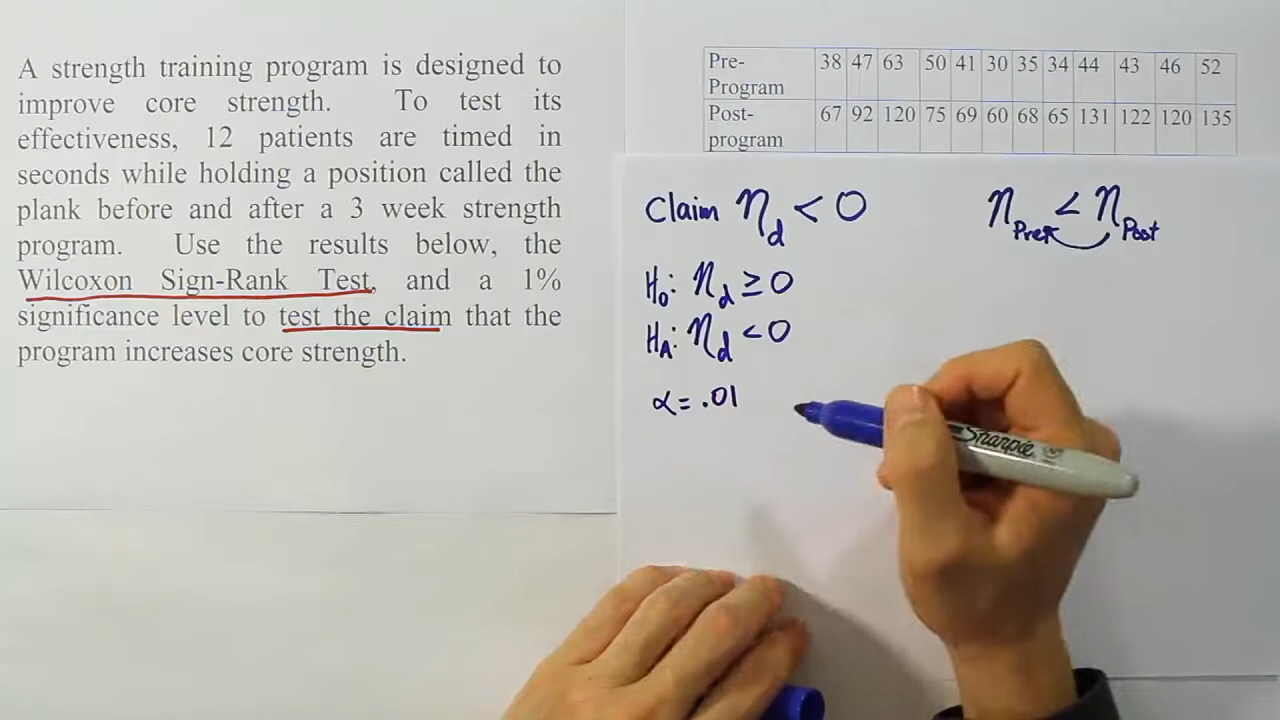 A strength training program is designed to
improve core strength. To test its
effectiveness, 12 patients are timed in
seconds while holding a position called the
plank before and after a 3 week strength
program. Use the results below, the
Wilcoxon Sign-Rank Test, and a 1%
significance level to test the claim that the
program increases core strength.
Pre-Program 38 47 63 50 41 30 35 34 44 43 46 52
Post-program 67 92 120 75 69 60 68 65 131 122 120 135
Claim η_d < 0
η_Pre < η_Post
H₀: η_d ≥ 0
H_A: η_d < 0
α = .01
Sharpie